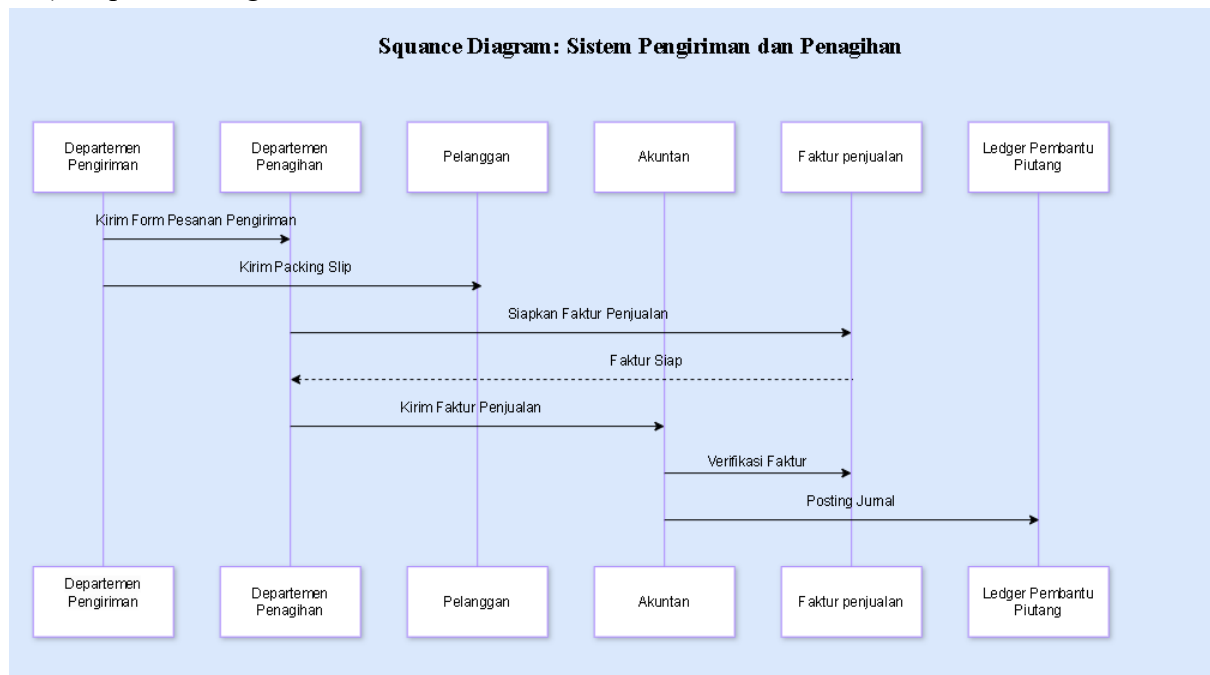 Squance Diagram: Sistem Pengiriman dan Penagihan
Departemen
Pengiriman
Departemen
Penagihan
Pelanggan
Akuntan
Faktur penjualan
Ledger Pembantu
Piutang
Kirim Form Pesanan Pengiriman
Kirim Packing Slip
Siapkan Faktur Penjualan
Faktur Siap
Kirim Faktur Penjualan
Verifikasi Faktur
Posting Jurnal
Departemen
Pengiriman
Departemen
Penagihan
Pelanggan
Akuntan
Faktur penjualan
Ledger Pembantu
Piutang